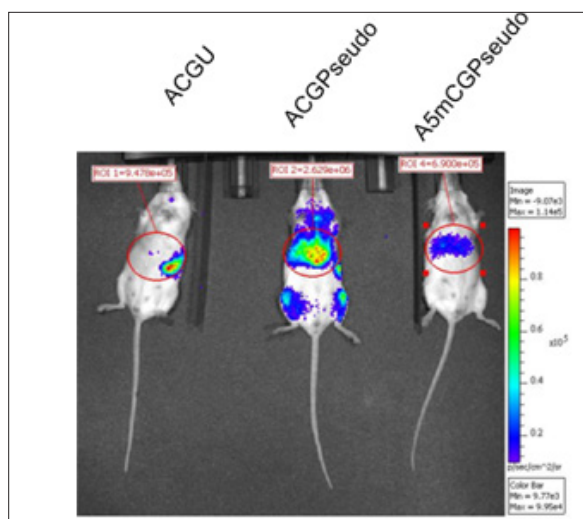 ACGU
ACGPseudo
A5mCGPseudo
ROI 1=9.478e+05
ROI 2=2.629e+06
ROI 4=6.900e+05
Image
Min = -9.07e3
Max = 1.14e5
0.8
0.6
x10^5
0.4
0.2
p/sec/cm^2/sr
Color Bar
Min = 9.77e3
Max = 9.95e4